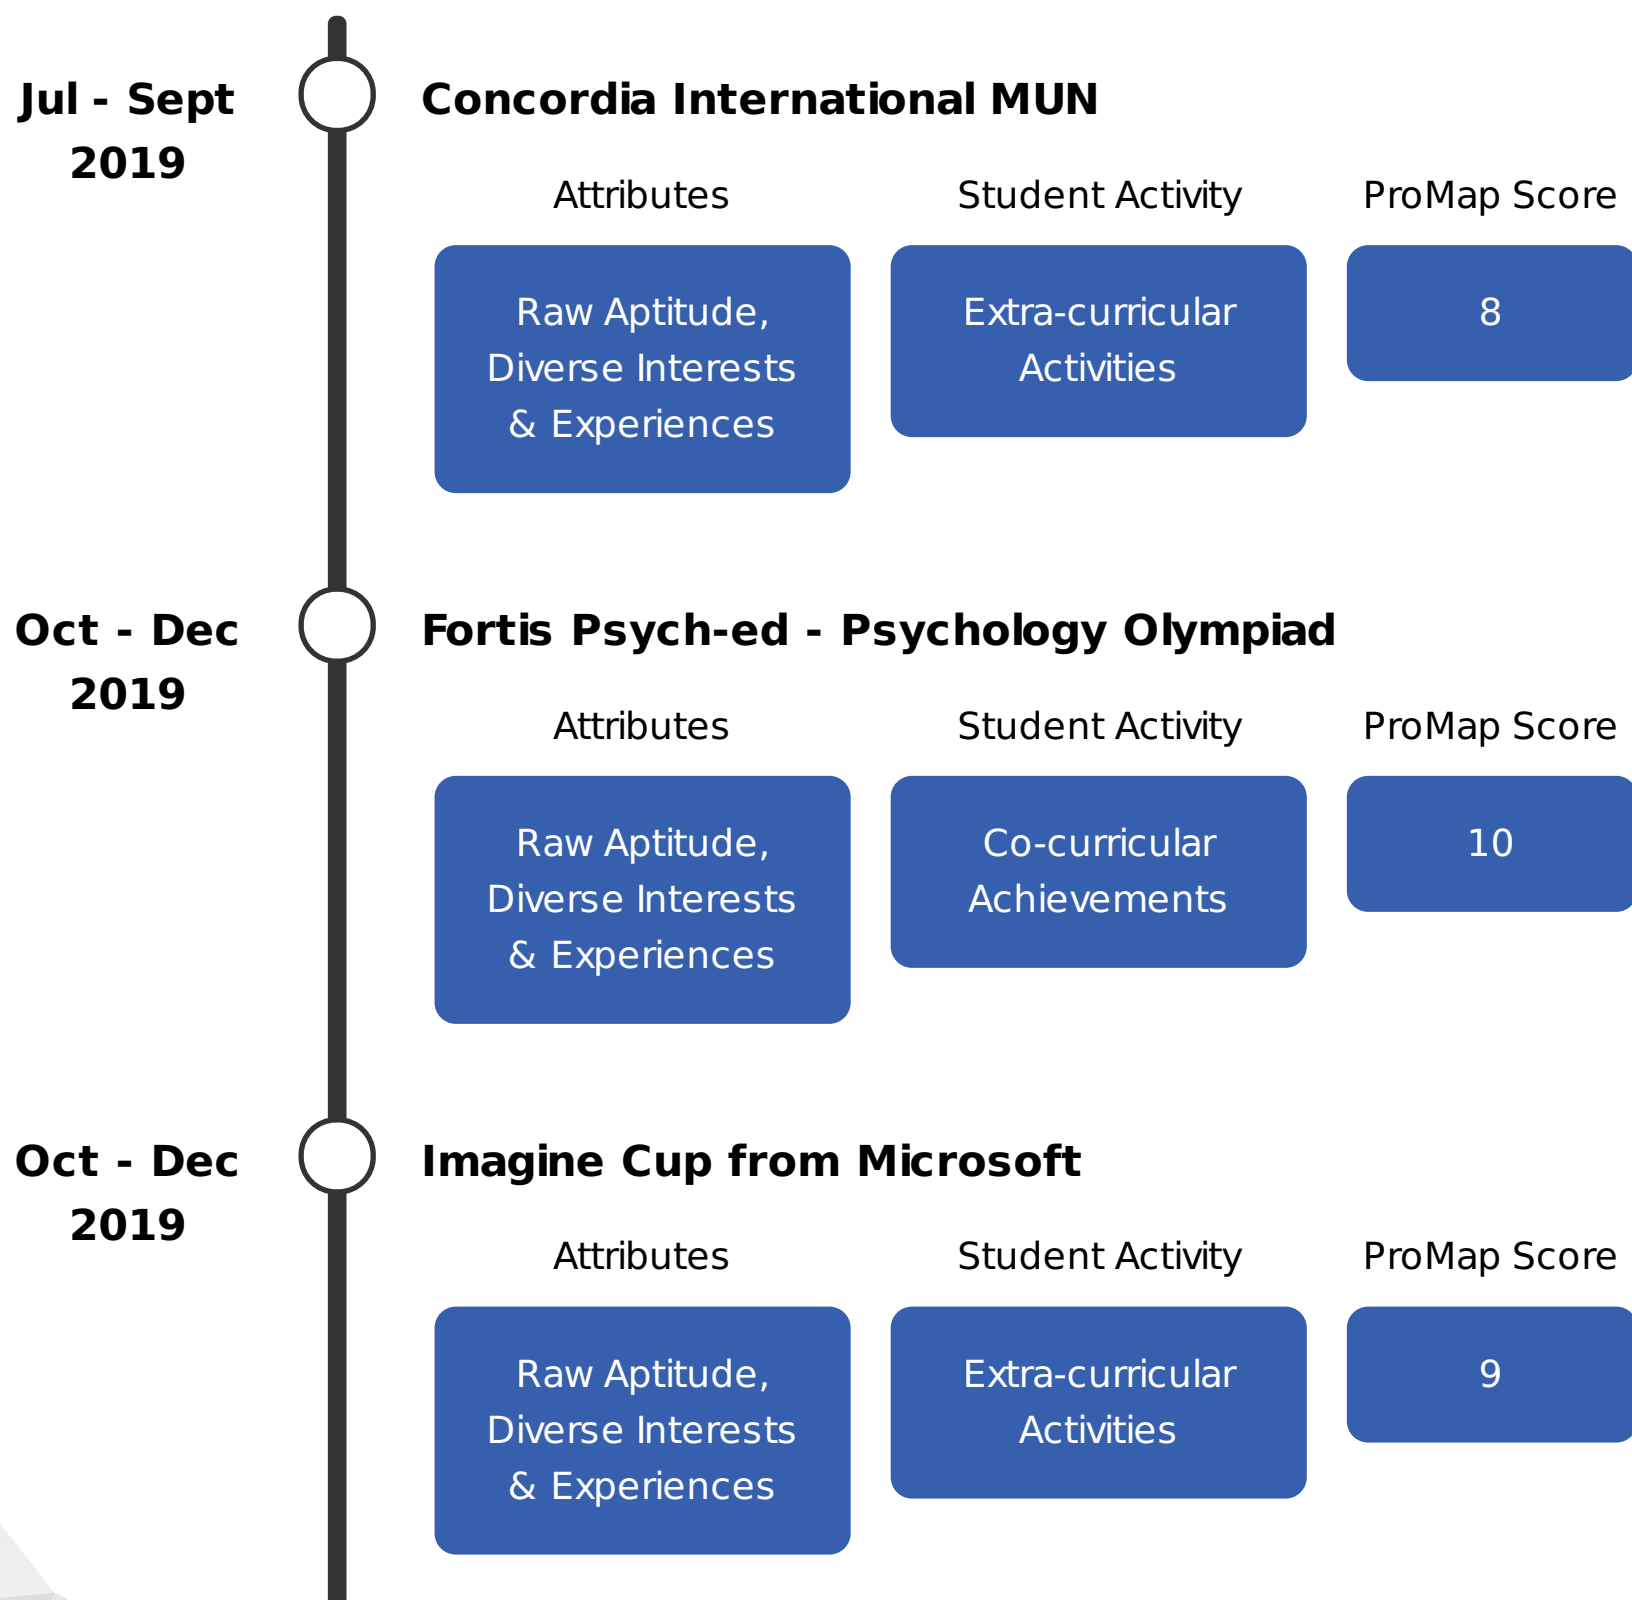 Jul - Sept
2019
Concordia International MUN
Attributes
Student Activity
ProMap Score
Raw Aptitude,
Diverse Interests
& Experiences
Extra-curricular
Activities
8
Oct - Dec
2019
Fortis Psych-ed - Psychology Olympiad
Attributes
Student Activity
ProMap Score
Raw Aptitude,
Diverse Interests
& Experiences
Co-curricular
Achievements
10
Oct - Dec
2019
Imagine Cup from Microsoft
Attributes
Student Activity
ProMap Score
Raw Aptitude,
Diverse Interests
& Experiences
Extra-curricular
Activities
9